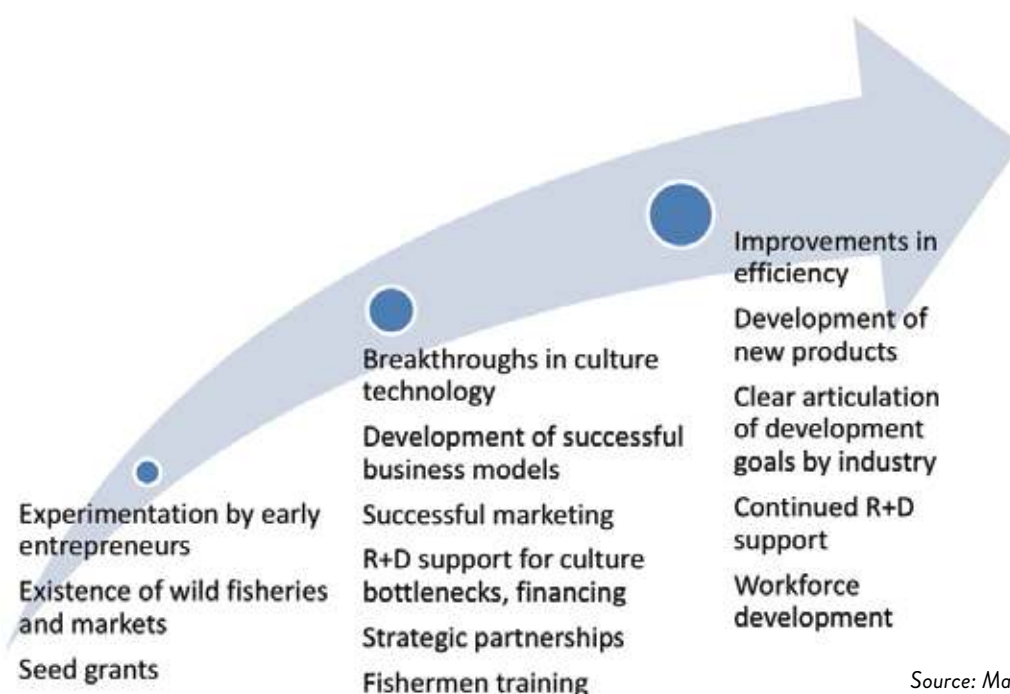 Experimentation by early
entrepreneurs
Existence of wild fisheries
and markets
Seed grants
Breakthroughs in culture
technology
Development of successful
business models
Successful marketing
R+D support for culture
bottlenecks, financing
Strategic partnerships
Fishermen training
Improvements in
efficiency
Development of
new products
Clear articulation
of development
goals by industry
Continued R+D
support
Workforce
development
Source: